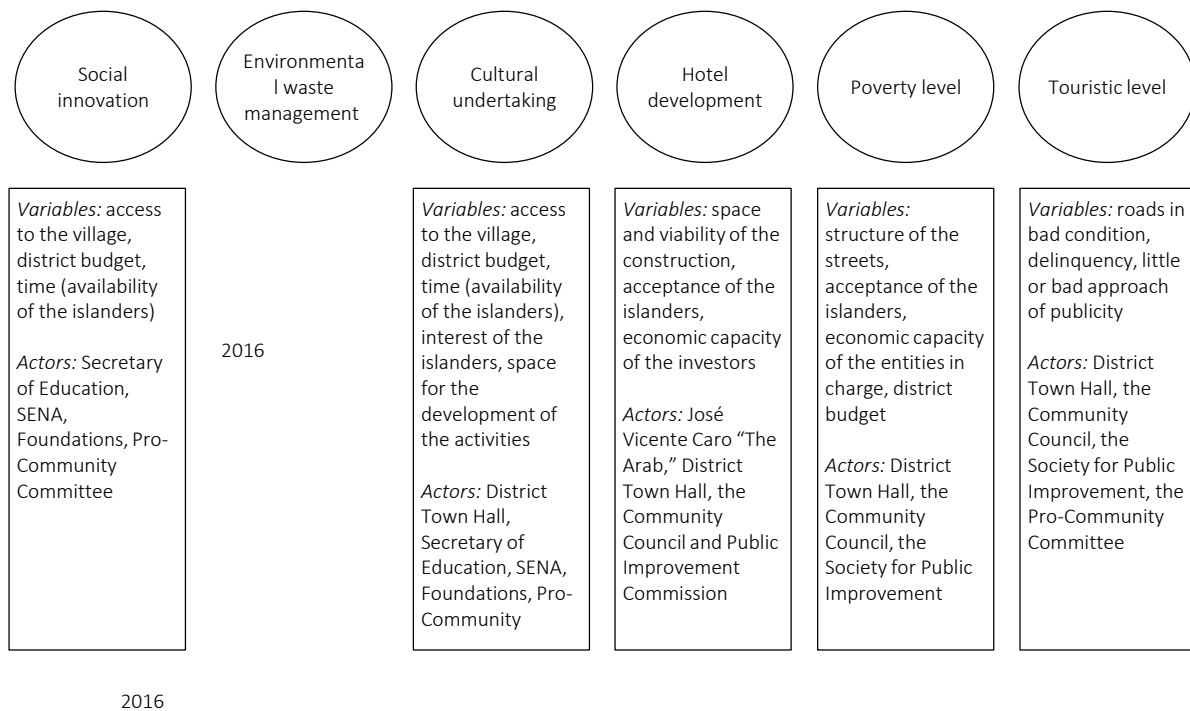 Social
innovation
Environmenta
l waste
management
Cultural
undertaking
Hotel
development
Poverty level
Touristic level
Variables: access
to the village,
district budget,
time (availability
of the islanders)
Actors: Secretary
of Education,
SENA,
Foundations, Pro-
Community
Committee
2016
Variables: access
to the village,
district budget,
time (availability
of the islanders),
interest of the
islanders, space
for the
development of
the activities
Actors: District
Town Hall,
Secretary of
Education, SENA,
Foundations, Pro-
Community
Variables: space
and viability of the
construction,
acceptance of the
islanders,
economic capacity
of the investors
Actors: José
Vicente Caro “The
Arab,” District
Town Hall, the
Community
Council and Public
Improvement
Commission
Variables:
structure of the
streets,
acceptance of the
islanders,
economic capacity
of the entities in
charge, district
budget
Actors: District
Town Hall, the
Community
Council, the
Society for Public
Improvement
Variables: roads in
bad condition,
delinquency, little
or bad approach
of publicity
Actors: District
Town Hall, the
Community
Council, the
Society for Public
Improvement, the
Pro-Community
Committee
2016